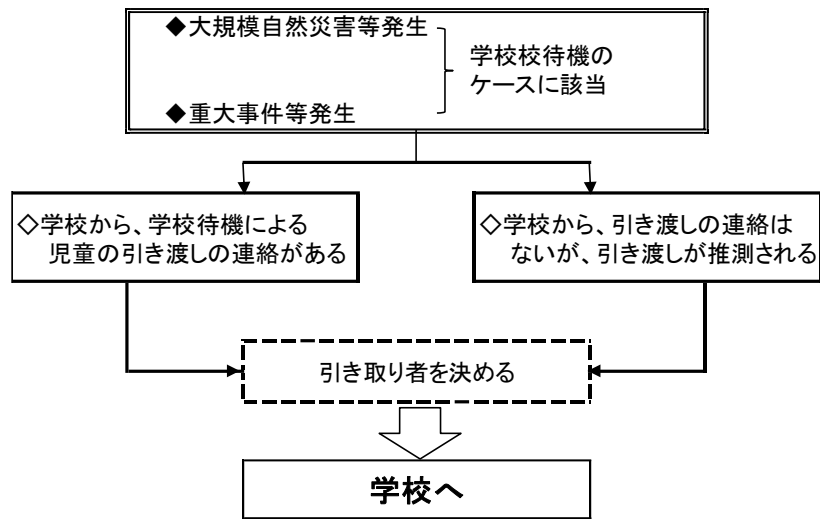 ◆大規模自然災害等発生
学校校待機の
ケースに該当
◆重大事件等発生
◇学校から、学校待機による
児童の引き渡しの連絡がある
◇学校から、引き渡しの連絡は
ないが、引き渡しが推測される
引き取り者を決める
学校へ